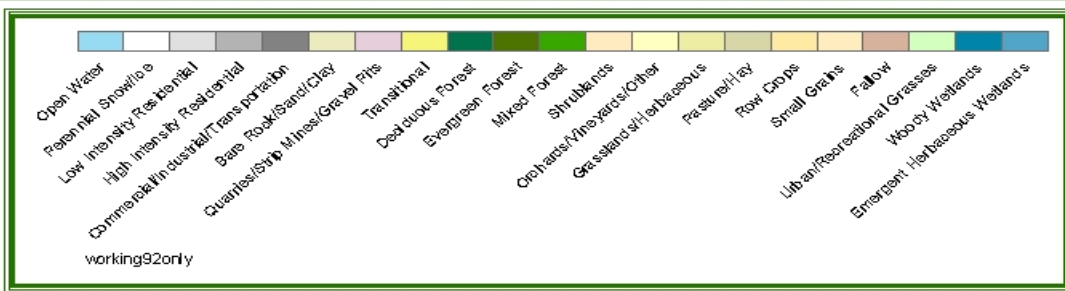 Open Water
Perennial Snow/Ice
Low Intensity Residential
High Intensity Residential
Commercial/Industrial/Transportation
Bare Rock/Sand/Clay
Quarries/Strip Mines/Gravel Pits
Transitional
Deciduous Forest
Evergreen Forest
Mixed Forest
Shrublands
Orchards/Vineyards/Other
Grasslands/Herbaceous
Pasture/Hay
Row Crops
Small Grains
Fallow
Urban/Recreational Grasses
Woody Wetlands
Emergent Herbaceous Wetlands
working92only